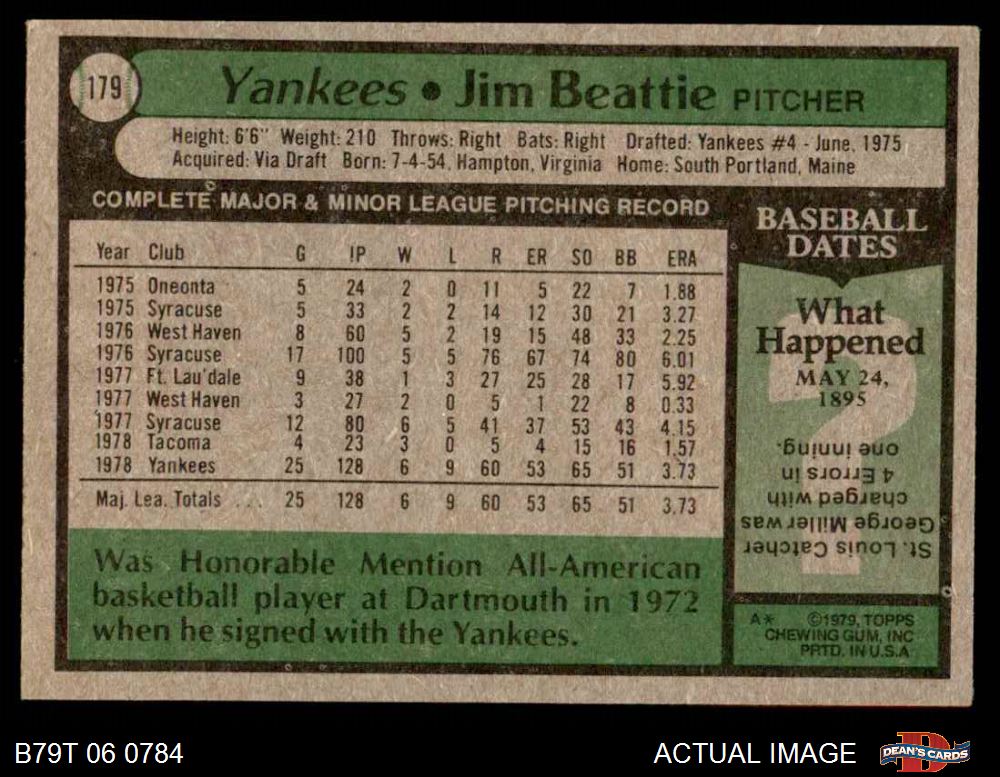 179
Yankees • Jim Beattie PITCHER
Height: 6'6" Weight: 210 Throws: Right Bats: Right Drafted: Yankees #4 - June, 1975
Acquired: Via Draft Born: 7-4-54, Hampton, Virginia Home: South Portland, Maine
COMPLETE MAJOR & MINOR LEAGUE PITCHING RECORD
Year Club G IP W L R ER SO BB ERA
1975 Oneonta 5 24 2 0 11 5 22 7 1.88
1975 Syracuse 5 33 2 2 14 12 30 21 3.27
1976 West Haven 8 60 5 2 19 15 48 33 2.25
1976 Syracuse 17 100 5 5 76 67 74 80 6.01
1977 Ft. Lau'dale 9 38 1 3 27 25 28 17 5.92
1977 West Haven 3 27 2 0 5 1 22 8 0.33
1977 Syracuse 12 80 6 5 41 37 53 43 4.15
1978 Tacoma 4 23 3 0 5 4 15 16 1.57
1978 Yankees 25 128 6 9 60 53 65 51 3.73
Maj. Lea. Totals ... 25 128 6 9 60 53 65 51 3.73
Was Honorable Mention All-American
basketball player at Dartmouth in 1972
when he signed with the Yankees.
BASEBALL
DATES
What
Happened
MAY 24,
1895
St. Louis Catcher
George Miller was
charged with
4 Errors in
one inning.
A* ©1979, TOPPS
CHEWING GUM, INC
PRTD. IN U.S.A
B79T 06 0784
ACTUAL IMAGE
DEAN'S CARDS